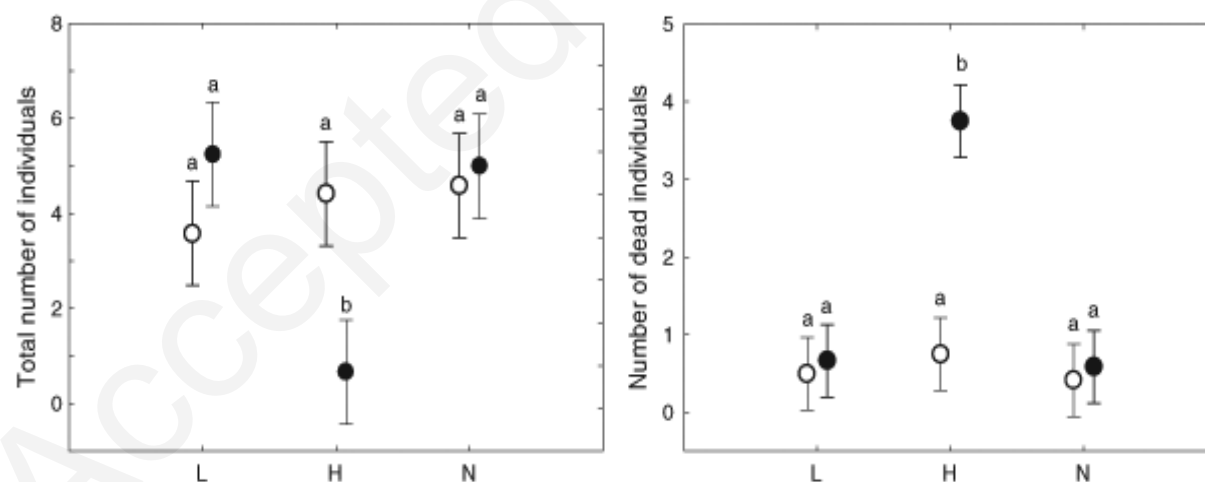 Accepted
Total number of individuals
8
6
4
2
0
a
a
a
b
a
a
L
H
N
Number of dead individuals
5
4
3
2
1
0
a
a
a
b
a
a
L
H
N